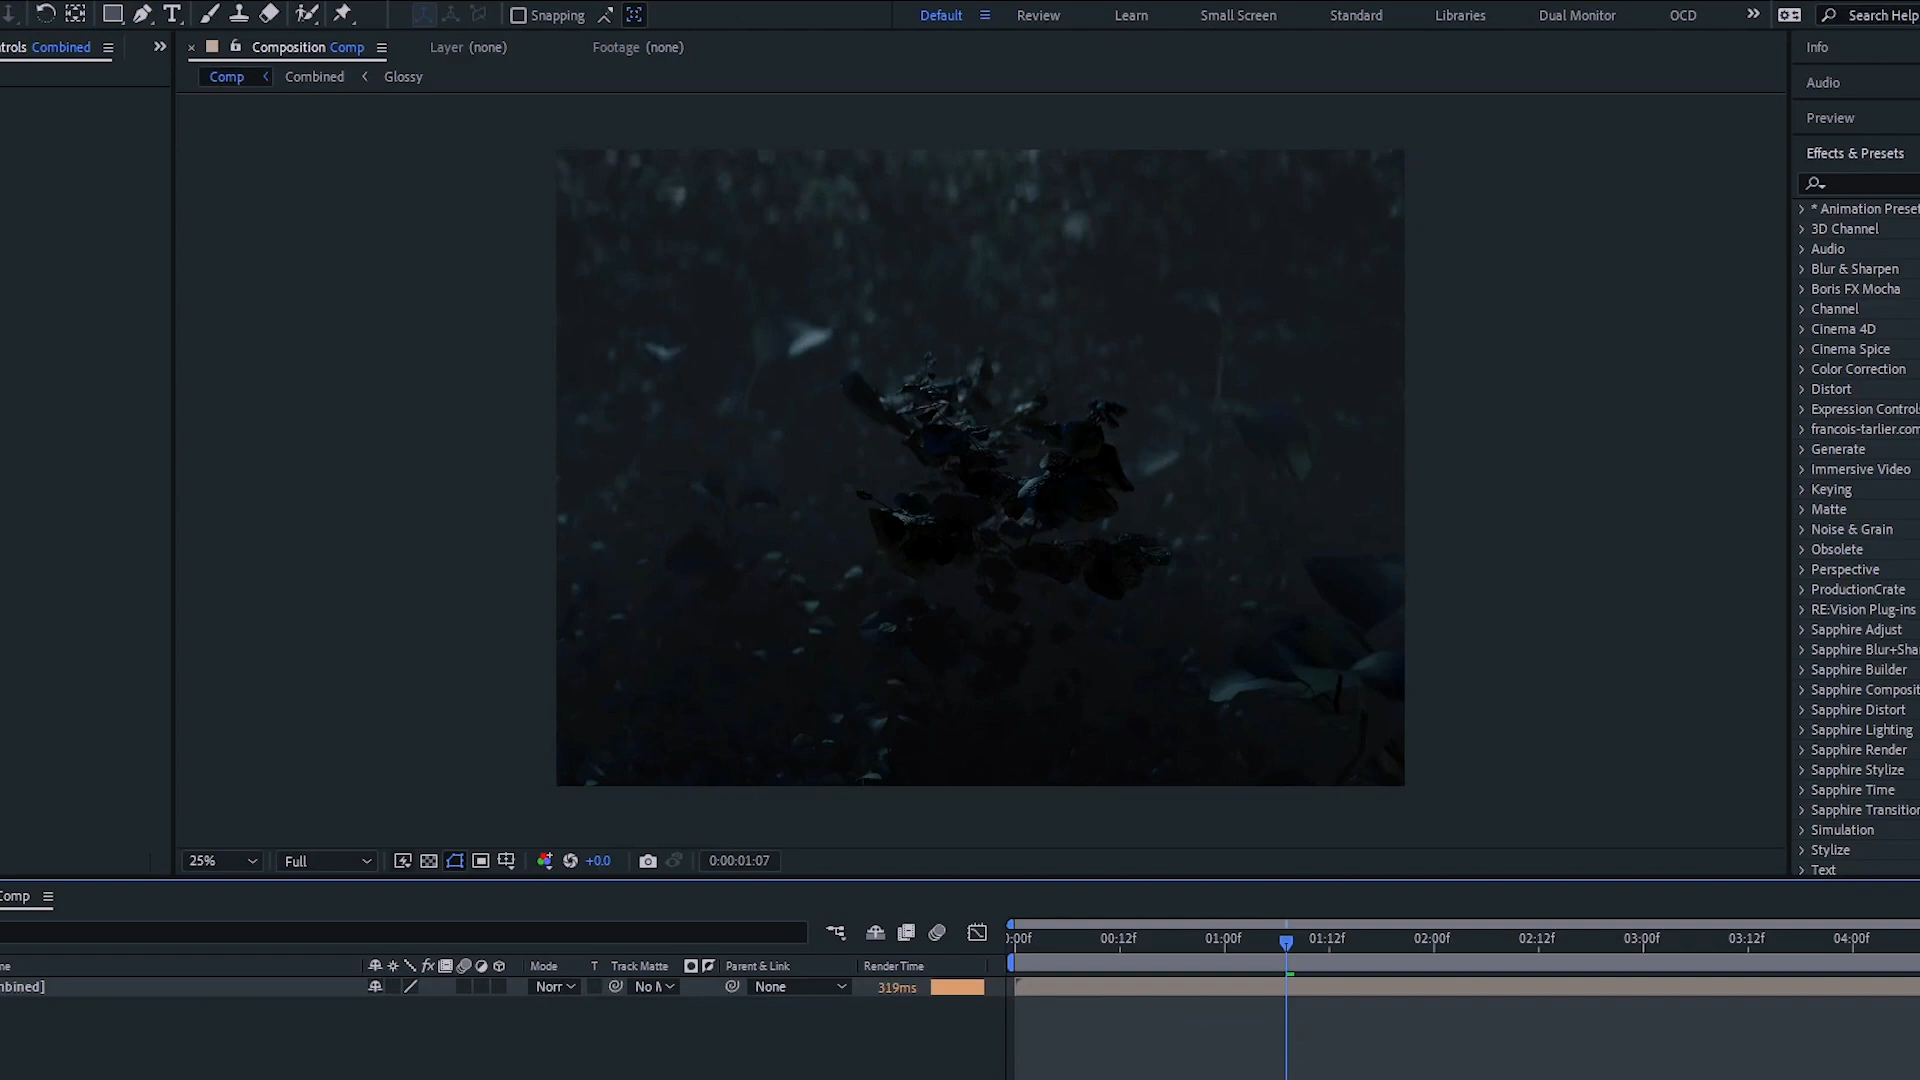 Snapping
Default
Review
Learn
Small Screen
Standard
Libraries
Dual Monitor
OCD
Search Help
trols Combined
Composition Comp
Layer (none)
Footage (none)
Comp
Combined
Glossy
Info
Audio
Preview
Effects & Presets
* Animation Preset
3D Channel
Audio
Blur & Sharpen
Boris FX Mocha
Channel
Cinema 4D
Cinema Spice
Color Correction
Distort
Expression Controls
francois-tarlier.com
Generate
Immersive Video
Keying
Matte
Noise & Grain
Obsolete
Perspective
ProductionCrate
RE:Vision Plug-ins
Sapphire Adjust
Sapphire Blur+Sha
Sapphire Builder
Sapphire Composit
Sapphire Distort
Sapphire Lighting
Sapphire Render
Sapphire Stylize
Sapphire Time
Sapphire Transition
Simulation
Stylize
Text
25%
Full
+0.0
0:00:01:07
Comp
):00f
00:12f
01:00f
01:12f
02:00f
02:12f
03:00f
03:12f
04:00f
me
fx
Mode
T
Track Matte
Parent & Link
Render Time
nbined]
Norr
No M
None
319ms